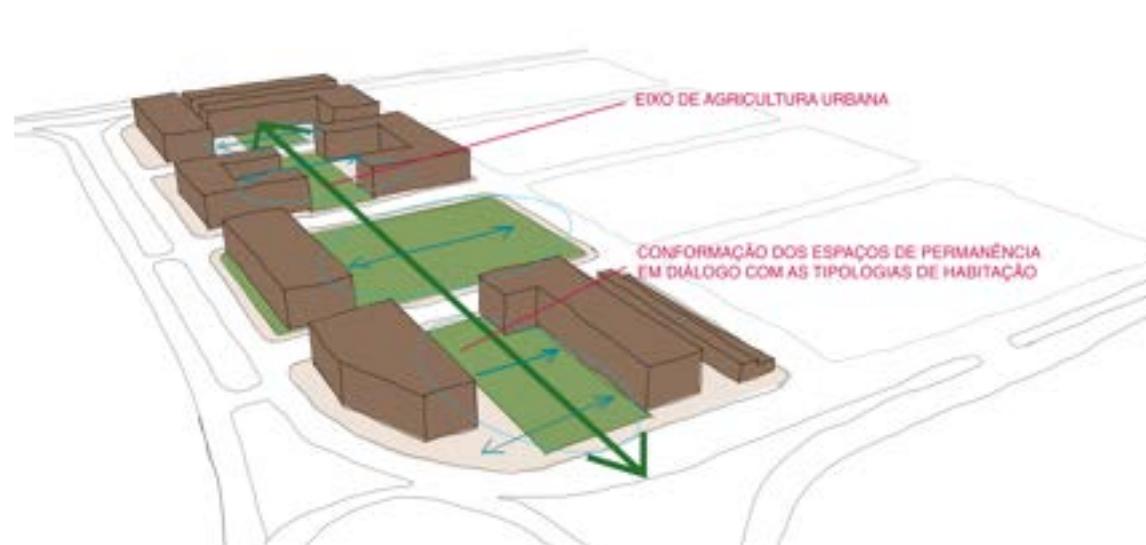 EIXO DE AGRICULTURA URBANA
CONFORMAÇÃO DOS ESPAÇOS DE PERMANÊNCIA
EM DIÁLOGO COM AS TIPOLOGIAS DE HABITAÇÃO